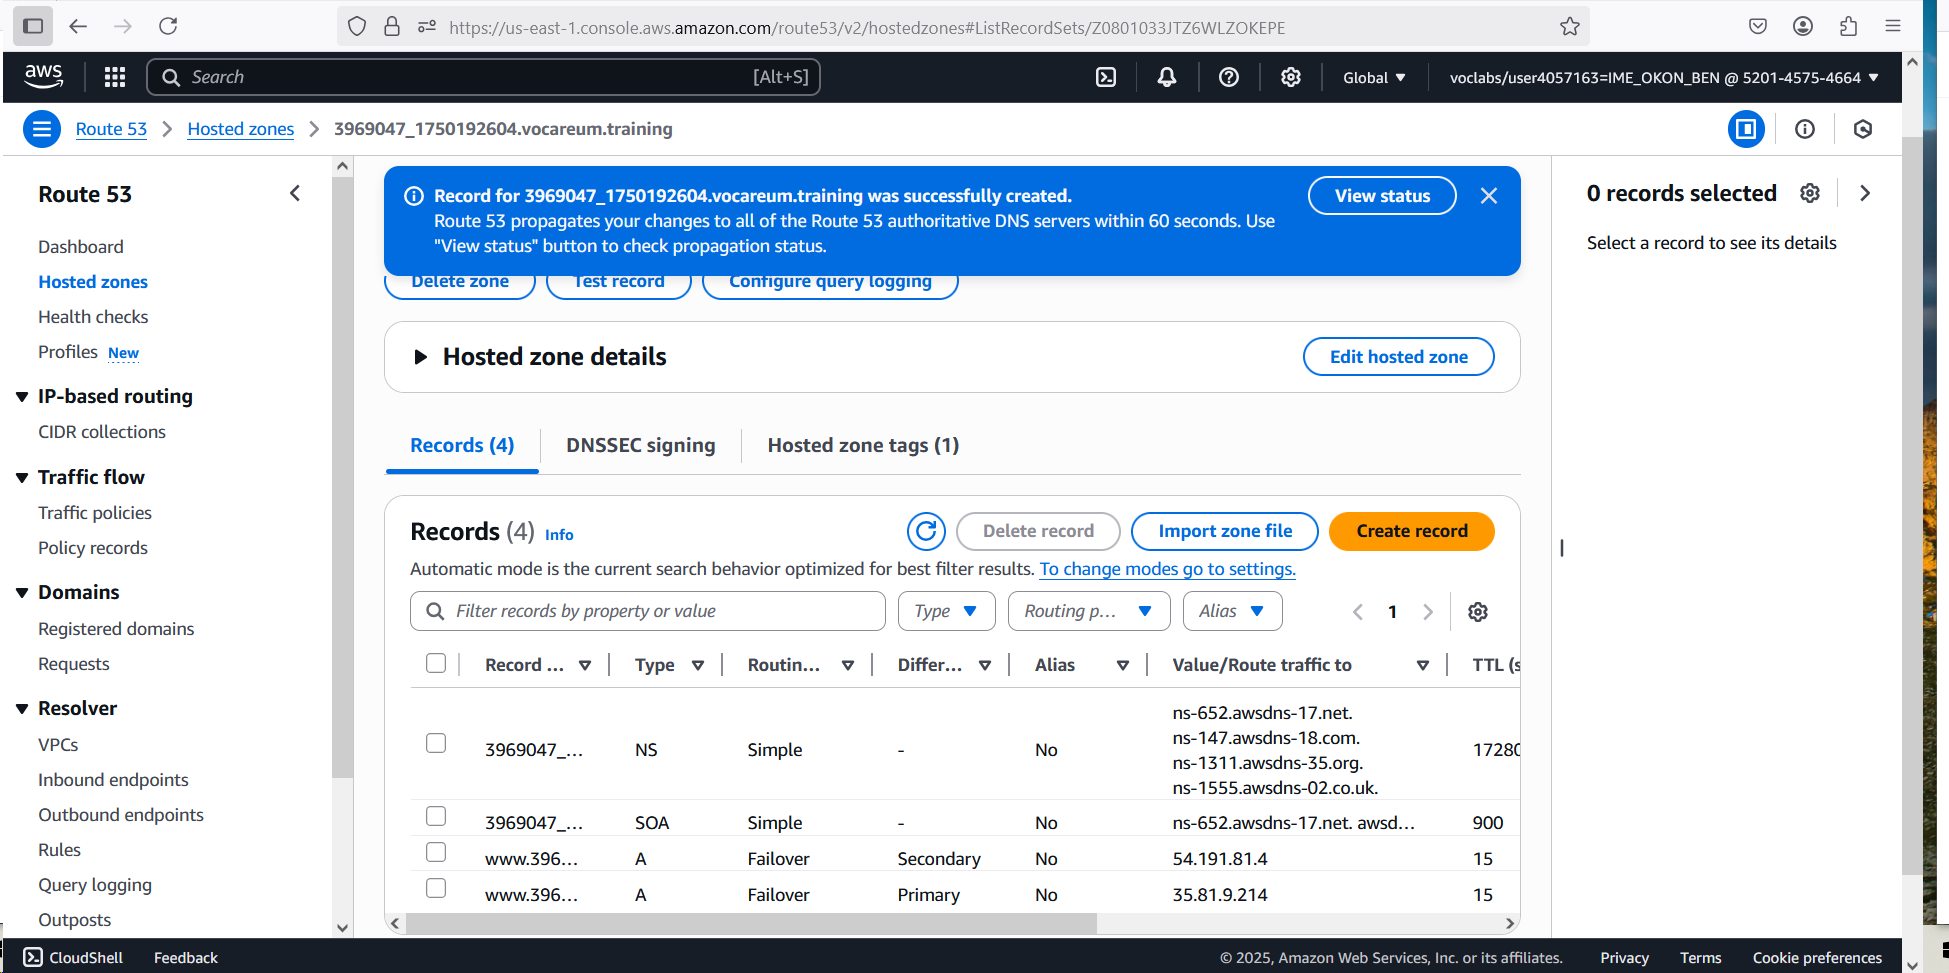 https://us-east-1.console.aws.amazon.com/route53/v2/hostedzones#ListRecordSets/Z0801033JTZ6WLZOKEPE
aws
Search
[Alt+S]
Global
voclabs/user4057163=IME_OKON_BEN @ 5201-4575-4664
Route 53
Hosted zones
3969047_1750192604.vocareum.training
Route 53
Dashboard
Hosted zones
Health checks
Profiles New
IP-based routing
CIDR collections
Traffic flow
Traffic policies
Policy records
Domains
Registered domains
Requests
Resolver
VPCs
Inbound endpoints
Outbound endpoints
Rules
Query logging
Outposts
Record for 3969047_1750192604.vocareum.training was successfully created.
Route 53 propagates your changes to all of the Route 53 authoritative DNS servers within 60 seconds. Use
"View status" button to check propagation status.
View status
Delete zone
Test record
Configure query logging
Hosted zone details
Edit hosted zone
Records (4)
DNSSEC signing
Hosted zone tags (1)
Records (4) Info
Delete record
Import zone file
Create record
Automatic mode is the current search behavior optimized for best filter results. To change modes go to settings.
Filter records by property or value
Type
Routing p...
Alias
1
Record ... Type Routin... Differ... Alias Value/Route traffic to TTL (s
3969047_... NS Simple - No ns-652.awsdns-17.net.
ns-147.awsdns-18.com.
ns-1311.awsdns-35.org.
ns-1555.awsdns-02.co.uk.
17280
3969047_... SOA Simple - No ns-652.awsdns-17.net. awsd... 900
www.396... A Failover Secondary No 54.191.81.4 15
www.396... A Failover Primary No 35.81.9.214 15
0 records selected
Select a record to see its details
CloudShell
Feedback
© 2025, Amazon Web Services, Inc. or its affiliates.
Privacy
Terms
Cookie preferences